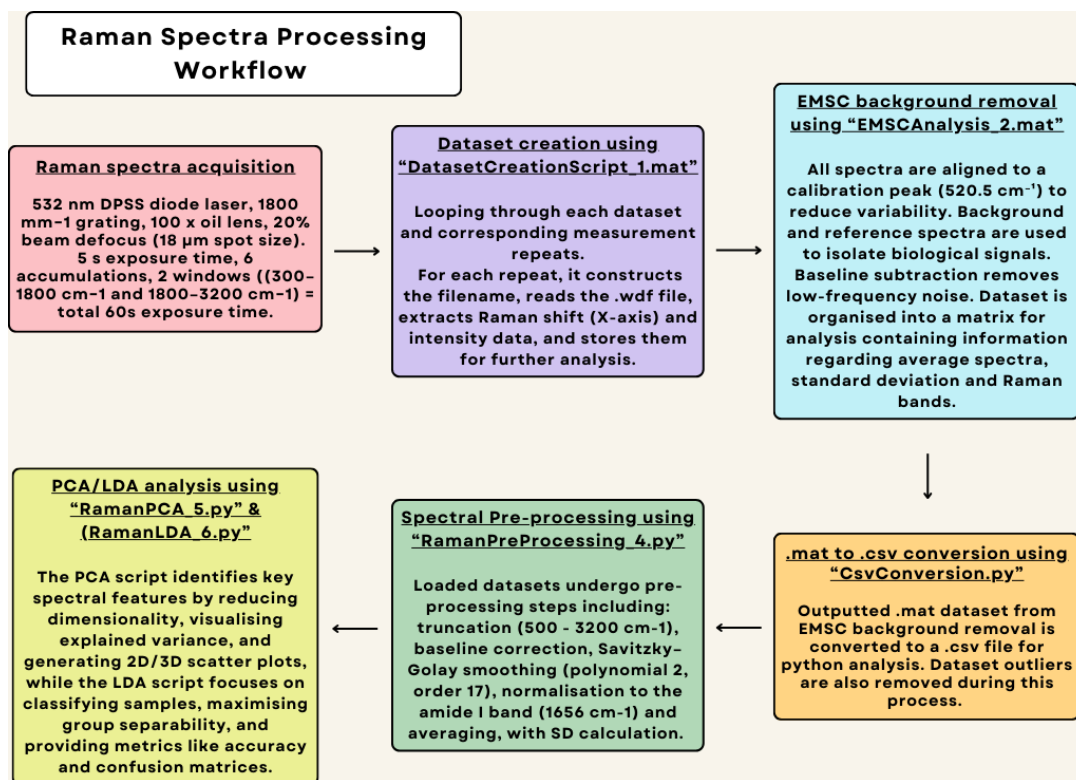 Raman Spectra Processing
Workflow
Raman spectra acquisition
532 nm DPSS diode laser, 1800
mm−1 grating, 100 x oil lens, 20%
beam defocus (18 µm spot size).
5 s exposure time, 6
accumulations, 2 windows ((300–
1800 cm−1 and 1800–3200 cm−1) =
total 60s exposure time.
Dataset creation using
“DatasetCreationScript_1.mat”
Looping through each dataset
and corresponding measurement
repeats.
For each repeat, it constructs
the filename, reads the .wdf file,
extracts Raman shift (X-axis) and
intensity data, and stores them
for further analysis.
EMSC background removal
using “EMSCAnalysis_2.mat”
All spectra are aligned to a
calibration peak (520.5 cm⁻¹) to
reduce variability. Background
and reference spectra are used
to isolate biological signals.
Baseline subtraction removes
low-frequency noise. Dataset is
organised into a matrix for
analysis containing information
regarding average spectra,
standard deviation and Raman
bands.
.mat to .csv conversion using
“CsvConversion.py”
Outputted .mat dataset from
EMSC background removal is
converted to a .csv file for
python analysis. Dataset outliers
are also removed during this
process.
Spectral Pre-processing using
“RamanPreProcessing_4.py”
Loaded datasets undergo pre-
processing steps including:
truncation (500 - 3200 cm-1),
baseline correction, Savitzky–
Golay smoothing (polynomial 2,
order 17), normalisation to the
amide I band (1656 cm-1) and
averaging, with SD calculation.
PCA/LDA analysis using
“RamanPCA_5.py” &
(RamanLDA_6.py”
The PCA script identifies key
spectral features by reducing
dimensionality, visualising
explained variance, and
generating 2D/3D scatter plots,
while the LDA script focuses on
classifying samples, maximising
group separability, and
providing metrics like accuracy
and confusion matrices.